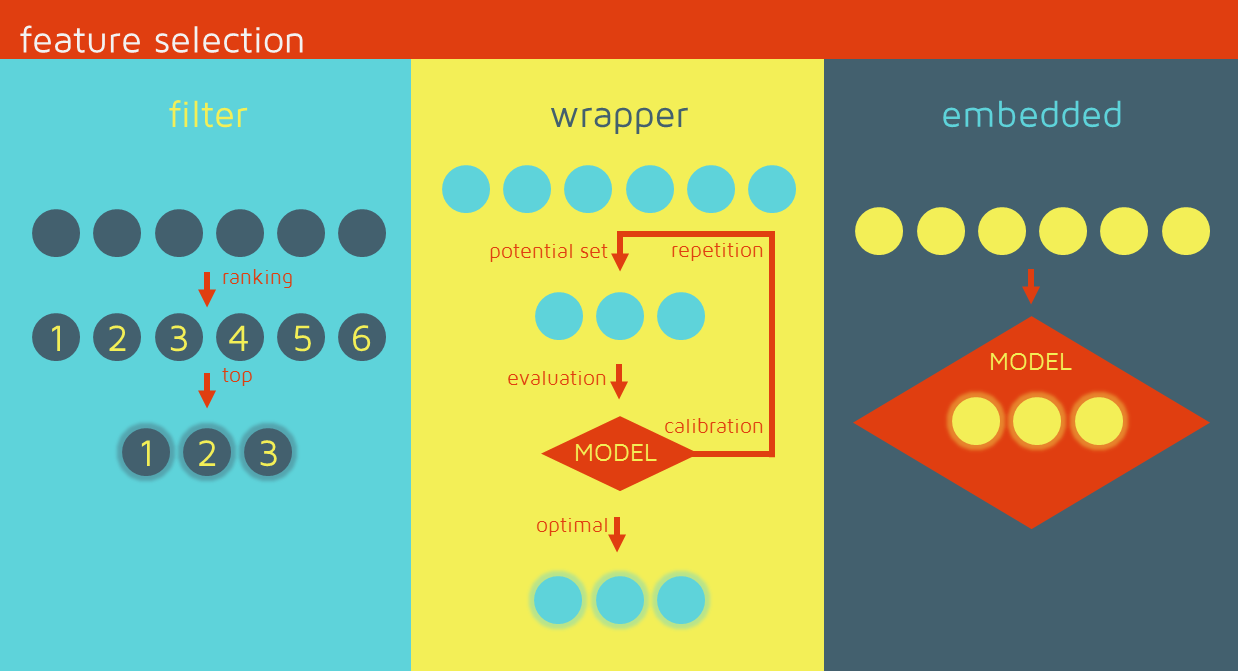 feature selection
filter
ranking
1 2 3 4 5 6
top
1 2 3
wrapper
potential set
repetition
evaluation
calibration
MODEL
optimal
embedded
MODEL